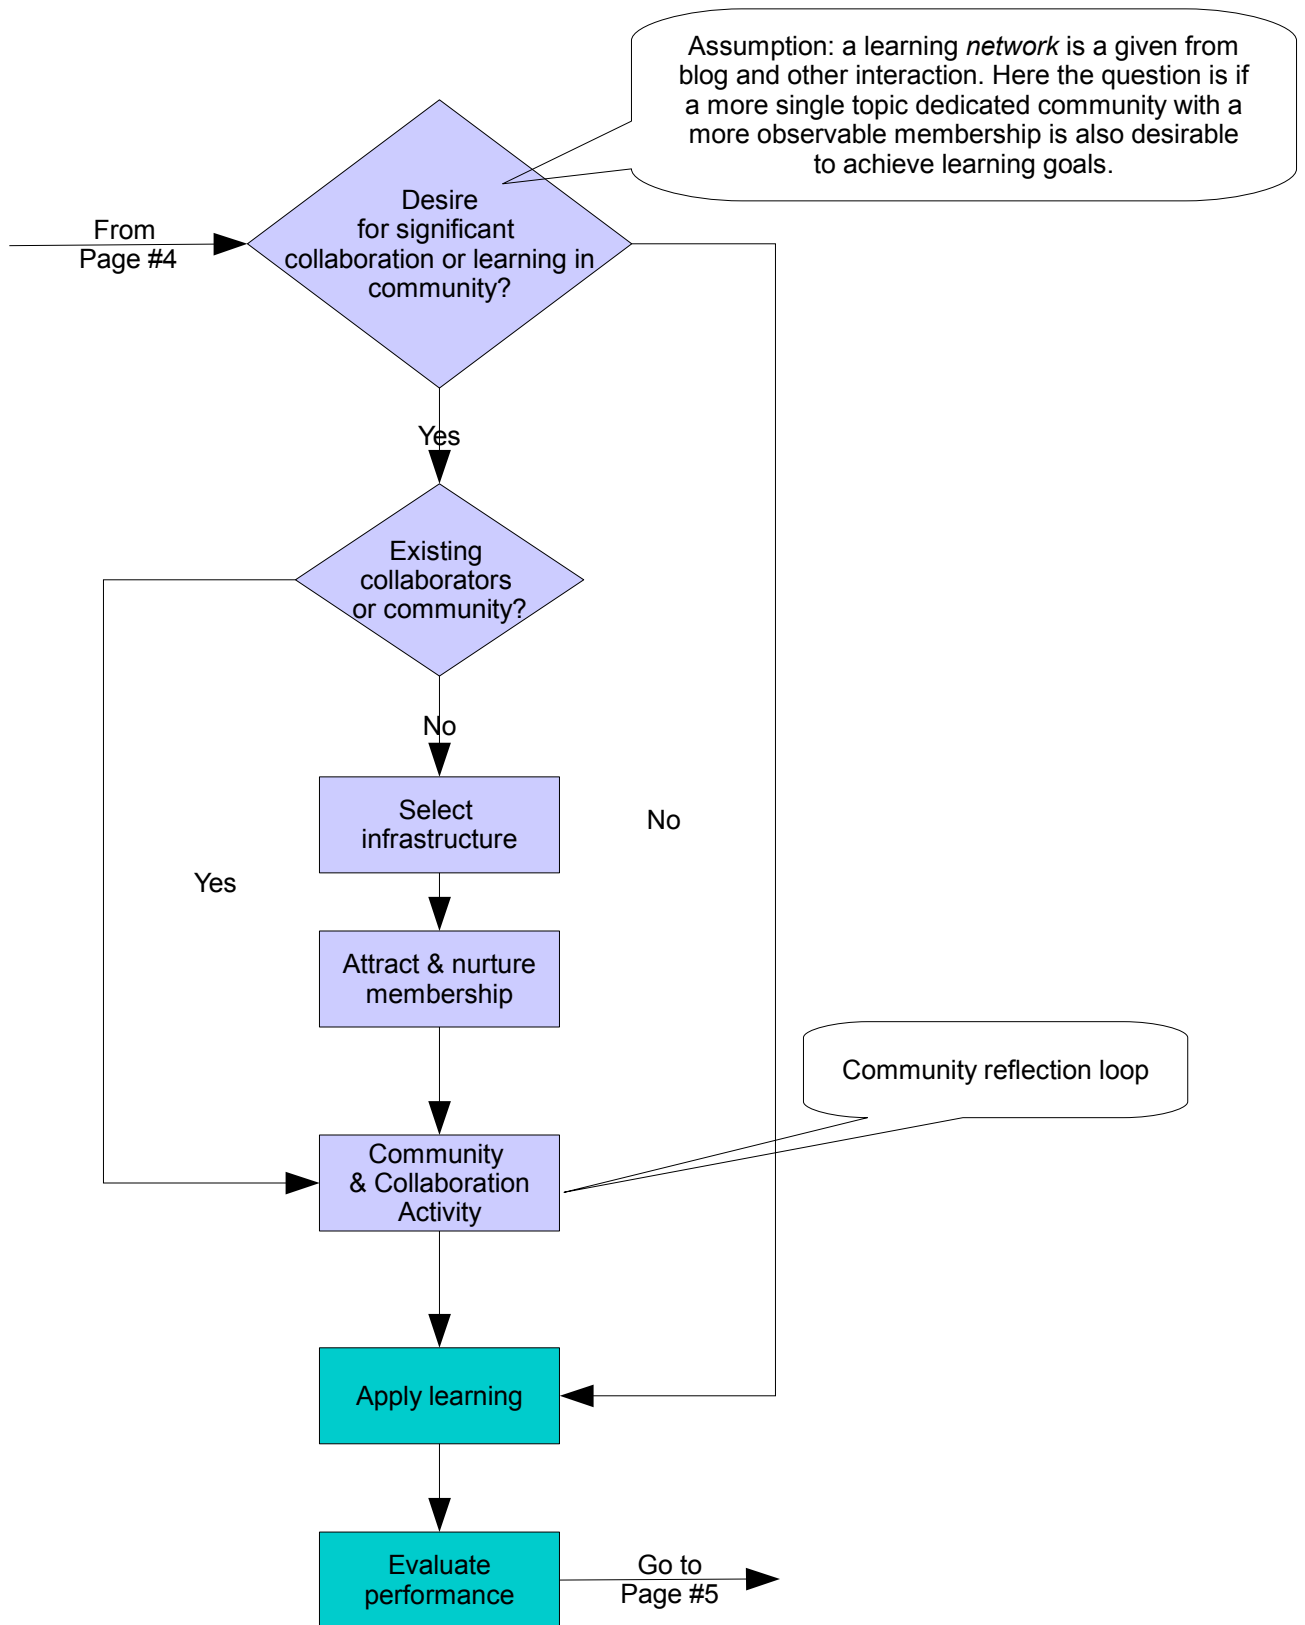 Assumption: a learning network is a given from
blog and other interaction. Here the question is if
a more single topic dedicated community with a
more observable membership is also desirable
to achieve learning goals.
Desire
for significant
collaboration or learning in
community?
From
Page #4
Yes
Existing
collaborators
or community?
No
Select
infrastructure
No
Yes
Attract & nurture
membership
Community reflection loop
Community
& Collaboration
Activity
Apply learning
Evaluate
performance
Go to
Page #5